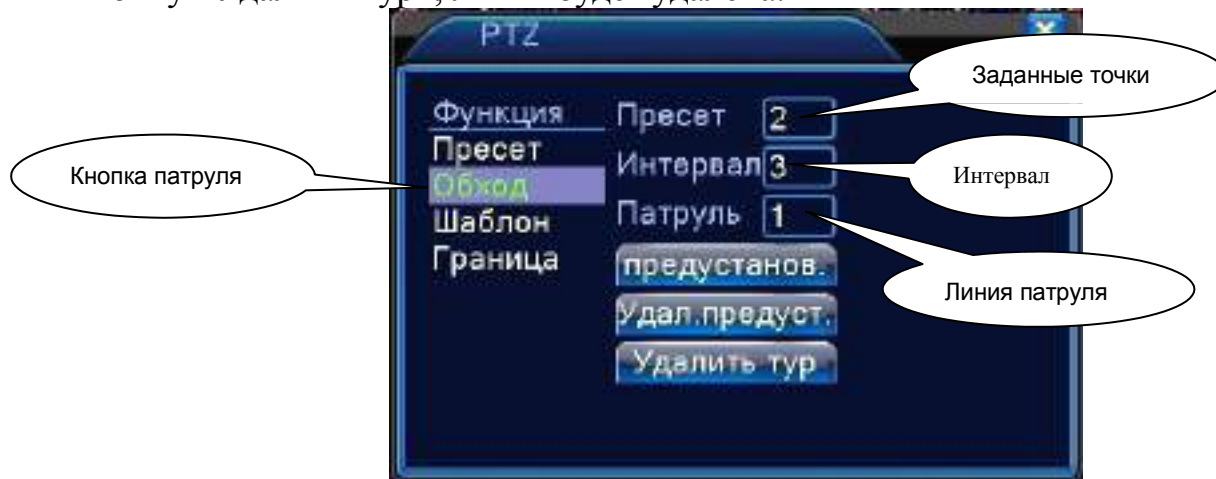 PTZ
Заданные точки
Функция
Пресет 2
Пресет
Интервал 3
Интервал
Кнопка патруля
Обход
Шаблон
Патруль 1
Граница
предустанов.
Линия патруля
Удал.предуст.
Удалить тур